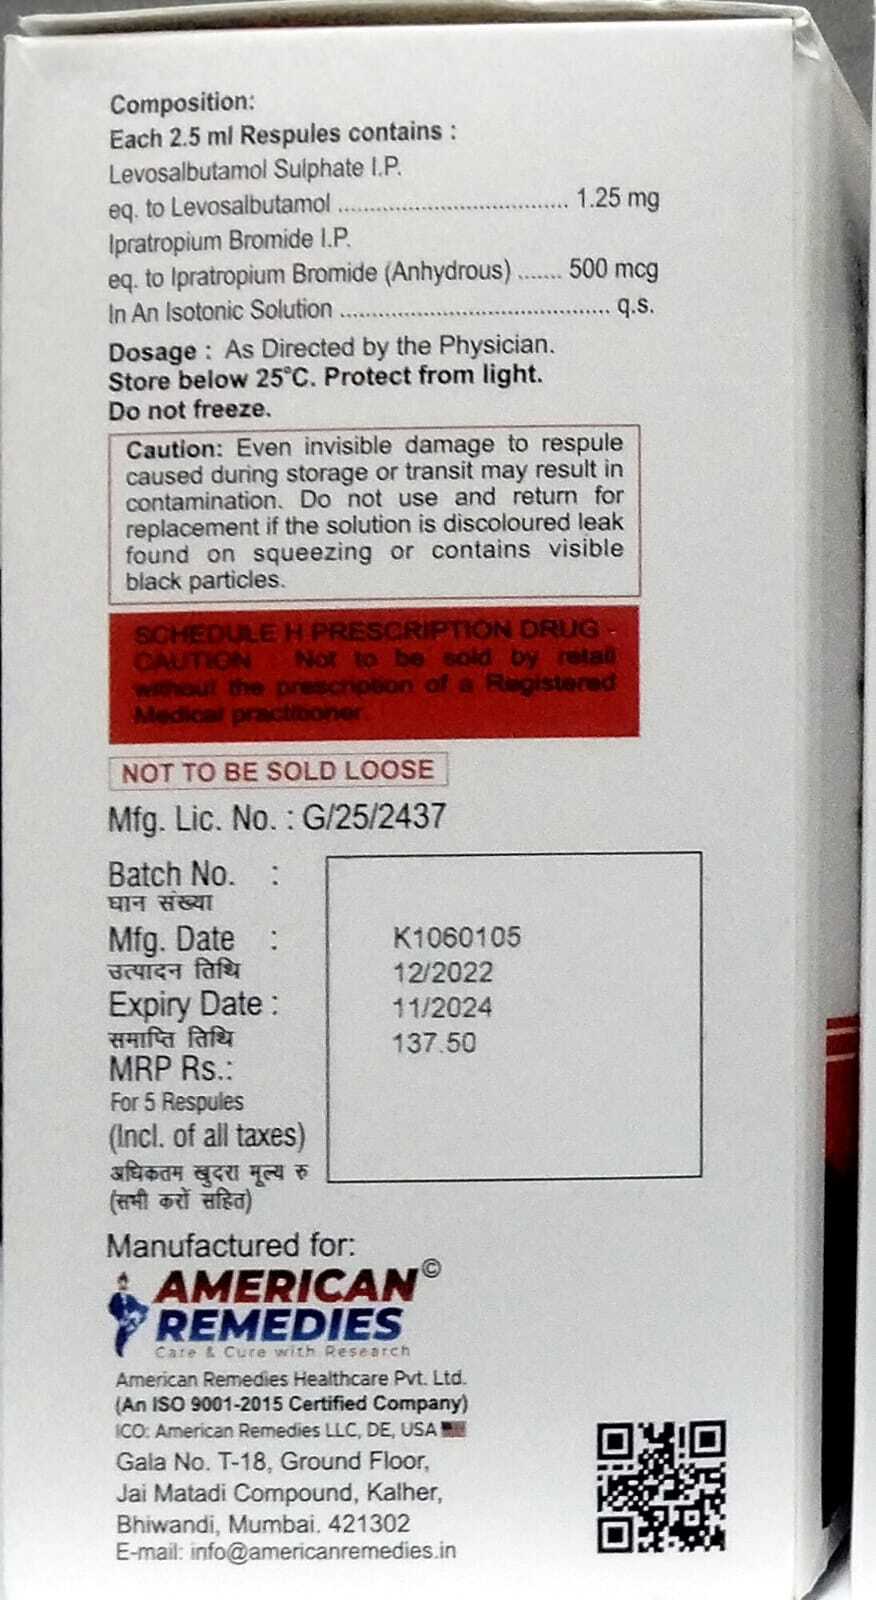 Composition:
Each 2.5 ml Respules contains :
Levosalbutamol Sulphate I.P.
eq. to Levosalbutamol .................................... 1.25 mg
Ipratropium Bromide I.P.
eq. to Ipratropium Bromide (Anhydrous) ....... 500 mcg
In An Isotonic Solution .......................................... q.s.
Dosage : As Directed by the Physician.
Store below 25°C. Protect from light.
Do not freeze.
Caution: Even invisible damage to respule
caused during storage or transit may result in
contamination. Do not use and return for
replacement if the solution is discoloured leak
found on squeezing or contains visible
black particles.
SCHEDULE H PRESCRIPTION DRUG -
CAUTION : Not to be sold by retail
without the prescription of a Registered
Medical practitioner.
NOT TO BE SOLD LOOSE
Mfg. Lic. No. : G/25/2437
Batch No. :
घान संख्या
Mfg. Date : K1060105
उत्पादन तिथि 12/2022
Expiry Date : 11/2024
समाप्ति तिथि 137.50
MRP Rs.:
For 5 Respules
(Incl. of all taxes)
अधिकतम खुदरा मूल्य रु
(सभी करों सहित)
Manufactured for:
AMERICAN©
REMEDIES
Care & Cure with Research
American Remedies Healthcare Pvt. Ltd.
(An ISO 9001-2015 Certified Company)
ICO: American Remedies LLC, DE, USA
Gala No. T-18, Ground Floor,
Jai Matadi Compound, Kalher,
Bhiwandi, Mumbai. 421302
E-mail: info@americanremedies.in